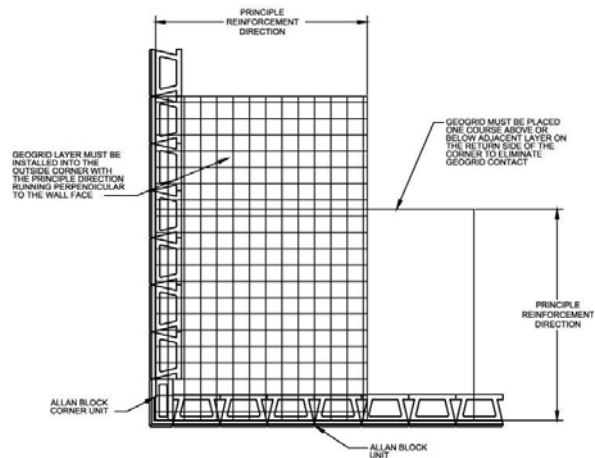 PRINCIPLE
REINFORCEMENT
DIRECTION
GEOGRID LAYER MUST BE
INSTALLED INTO THE
OUTSIDE CORNER WITH
THE PRINCIPLE DIRECTION
RUNNING PERPENDICULAR
TO THE WALL FACE
GEOGRID MUST BE PLACED
ONE COURSE ABOVE OR
BELOW ADJACENT LAYER ON
THE RETURN SIDE OF THE
CORNER TO ELIMINATE
GEOGRID CONTACT
PRINCIPLE
REINFORCEMENT
DIRECTION
ALLAN BLOCK
CORNER UNIT
ALLAN BLOCK
UNIT